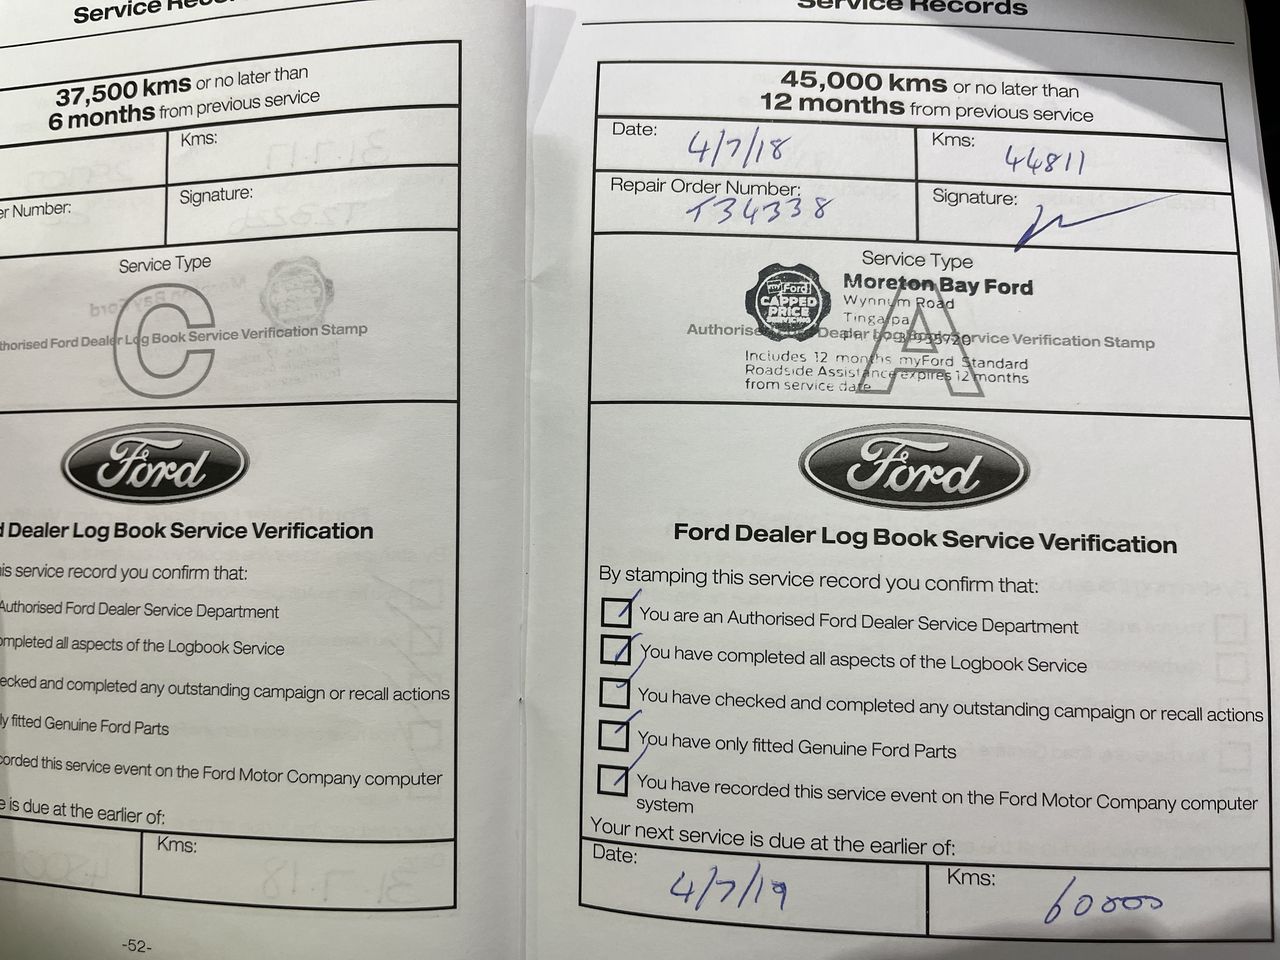 Service Records
37,500 kms or no later than
6 months from previous service
Kms:
Number:
Signature:
Service Type
C
Ford Dealer Log Book Service Verification Stamp
Ford
Dealer Log Book Service Verification
this service record you confirm that:
Authorised Ford Dealer Service Department
completed all aspects of the Logbook Service
checked and completed any outstanding campaign or recall actions
fitted Genuine Ford Parts
recorded this service event on the Ford Motor Company computer
is due at the earlier of:
Kms:
-52-
Service Records
45,000 kms or no later than
12 months from previous service
Date: 4/7/18
Kms: 44811
Repair Order Number: T34338
Signature:
Service Type
A
my Ford
CAPPED
PRICE
SERVICING
Moreton Bay Ford
Wynnum Road
Tingalpa
Authorised Ford Dealer Log Book Service Verification Stamp
Includes 12 months myFord Standard
Roadside Assistance expires 12 months
from service date
Ford
Ford Dealer Log Book Service Verification
By stamping this service record you confirm that:
You are an Authorised Ford Dealer Service Department
You have completed all aspects of the Logbook Service
You have checked and completed any outstanding campaign or recall actions
You have only fitted Genuine Ford Parts
You have recorded this service event on the Ford Motor Company computer
system
Your next service is due at the earlier of:
Date: 4/7/19
Kms: 60000